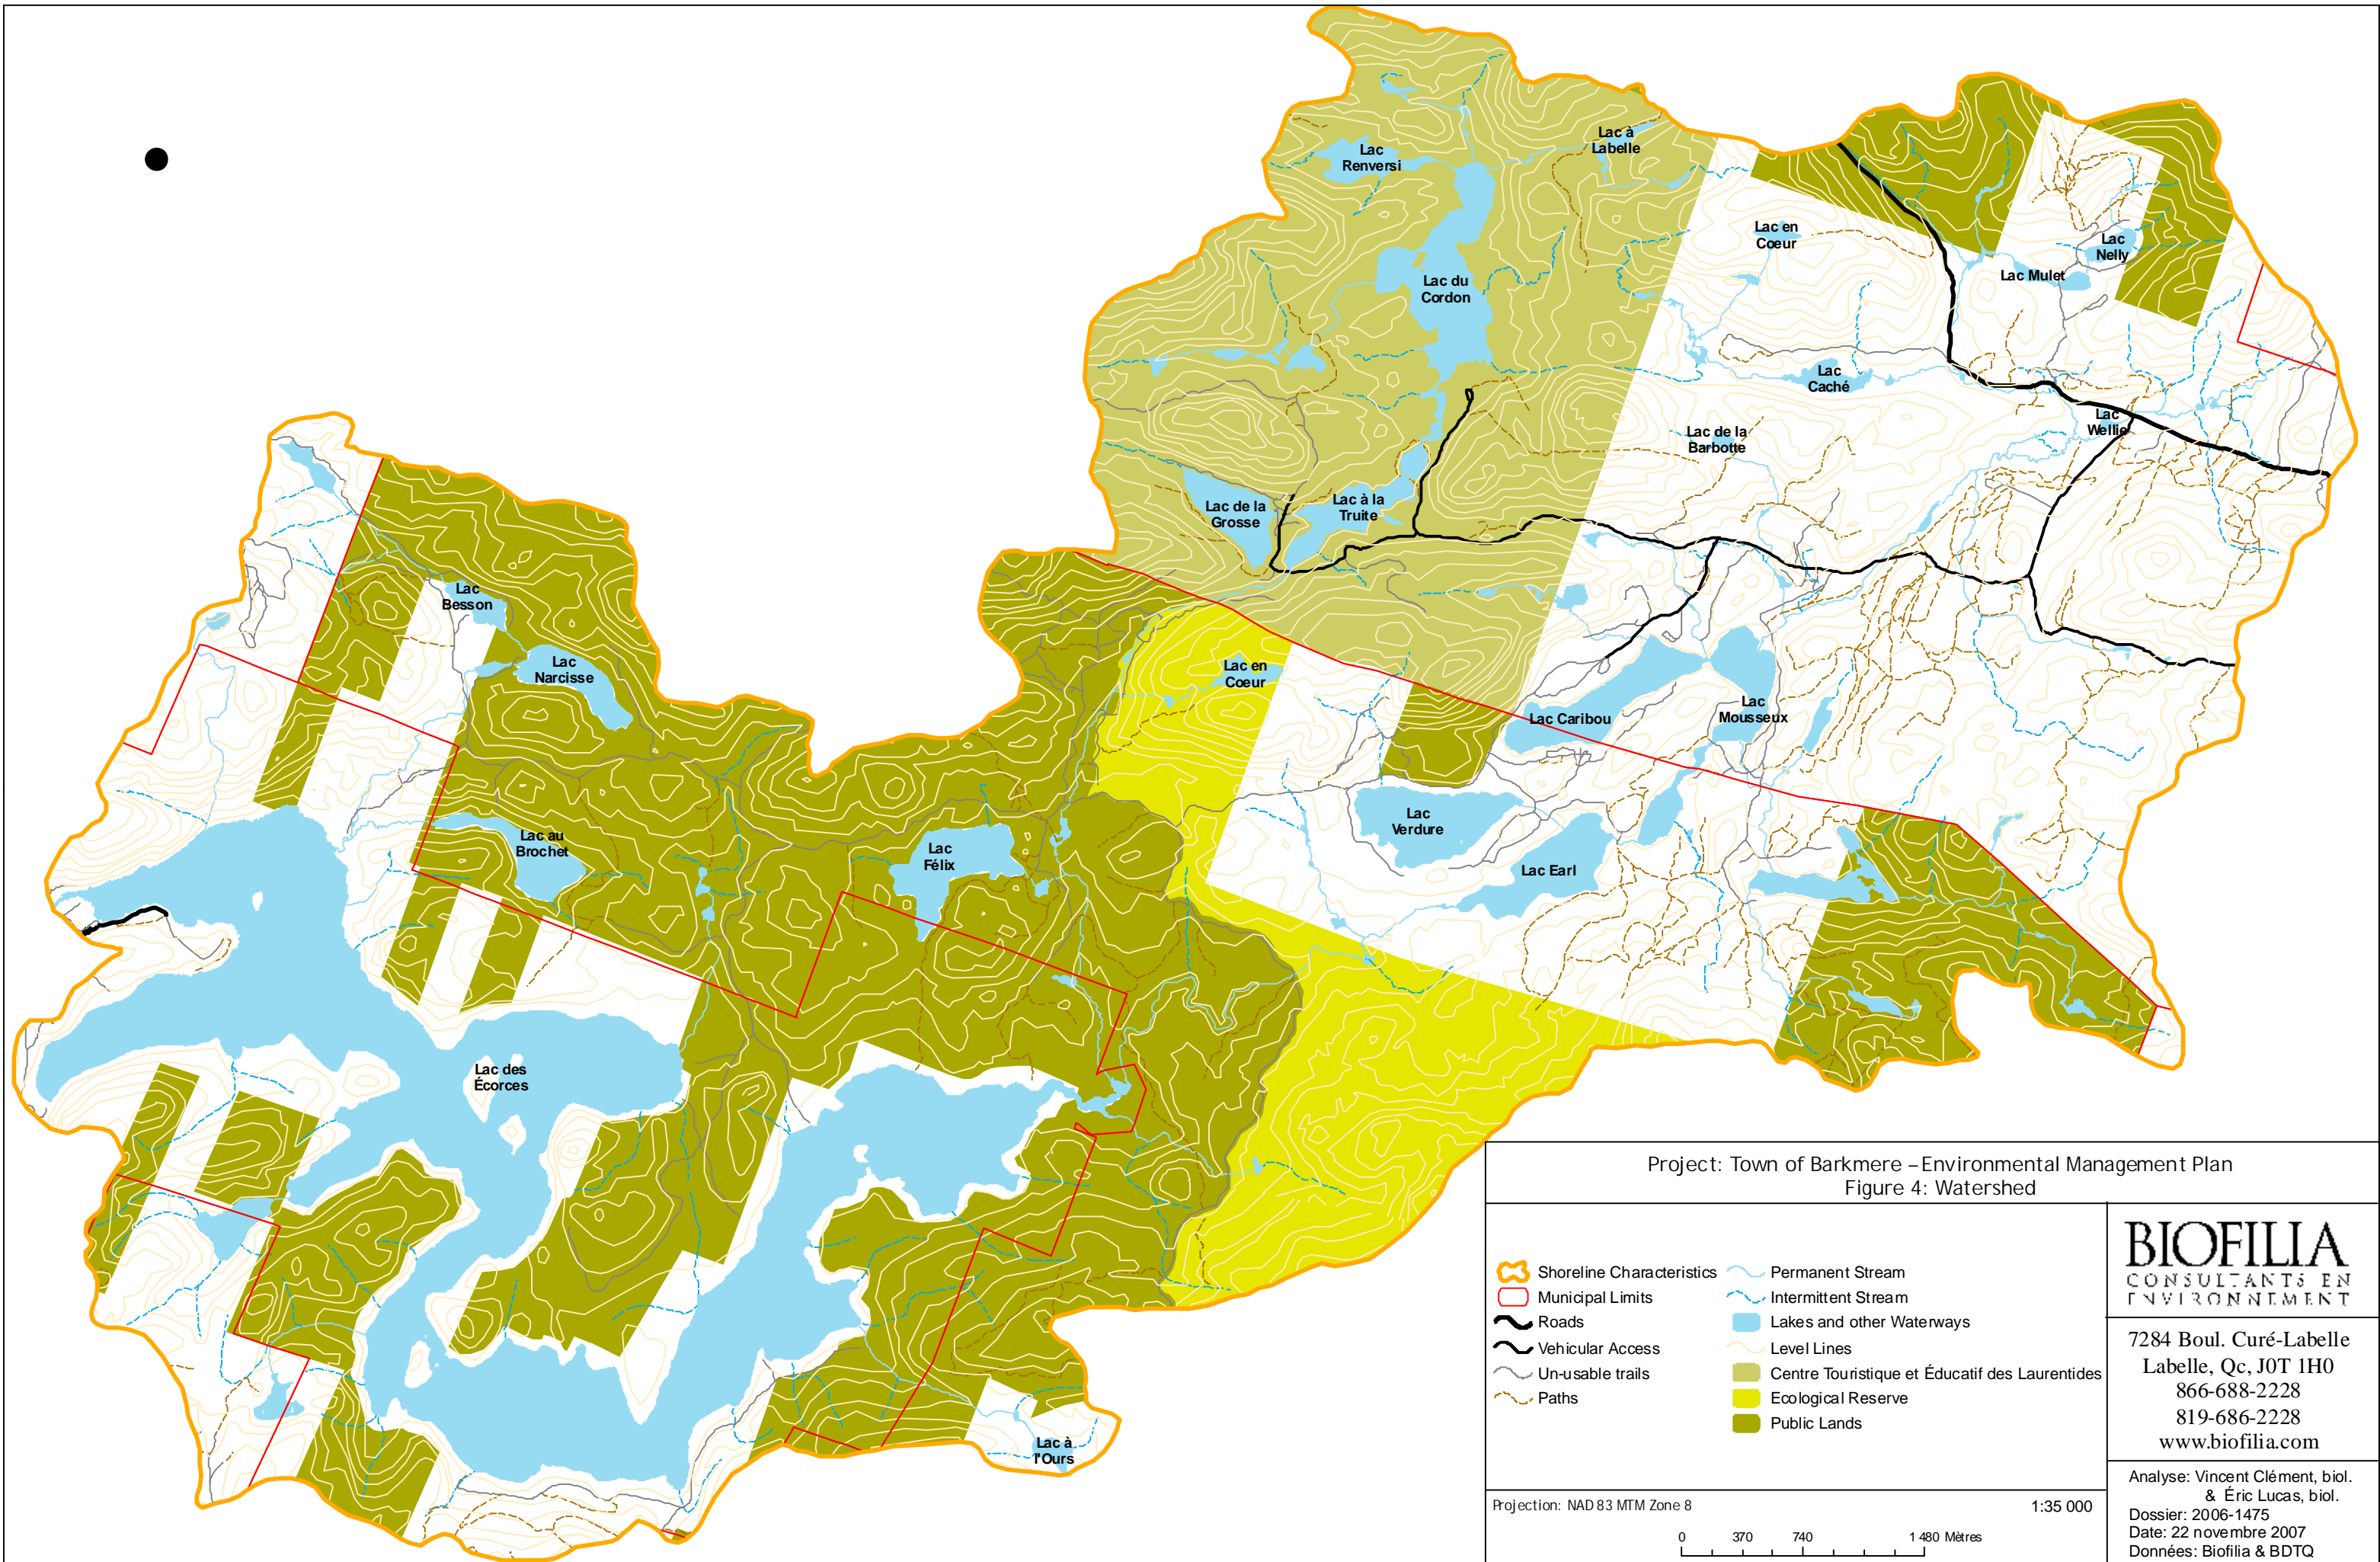 Lac
Renversi
Lac à
Labelle
Lac en
Coeur
Lac
Nelly
Lac Mulet
Lac du
Cordon
Lac
Caché
Lac
Wellie
Lac de la
Barbotte
Lac de la
Grosse
Lac à la
Truite
Lac
Besson
Lac
Narcisse
Lac en
Coeur
Lac Caribou
Lac
Mousseux
Lac au
Brochet
Lac
Félix
Lac
Verdure
Lac Earl
Lac des
Écorces
Lac à
l'Ours
Project: Town of Barkmere – Environmental Management Plan
Figure 4: Watershed
Shoreline Characteristics
Municipal Limits
Roads
Vehicular Access
Un-usable trails
Paths
Permanent Stream
Intermittent Stream
Lakes and other Waterways
Level Lines
Centre Touristique et Éducatif des Laurentides
Ecological Reserve
Public Lands
Projection: NAD 83 MTM Zone 8
1:35 000
0 370 740 1 480 Mètres
BIOFILIA
CONSULTANTS EN
ENVIRONNEMENT
7284 Boul. Curé-Labelle
Labelle, Qc, J0T 1H0
866-688-2228
819-686-2228
www.biofilia.com
Analyse: Vincent Clément, biol.
& Éric Lucas, biol.
Dossier: 2006-1475
Date: 22 novembre 2007
Données: Biofilia & BDTQ